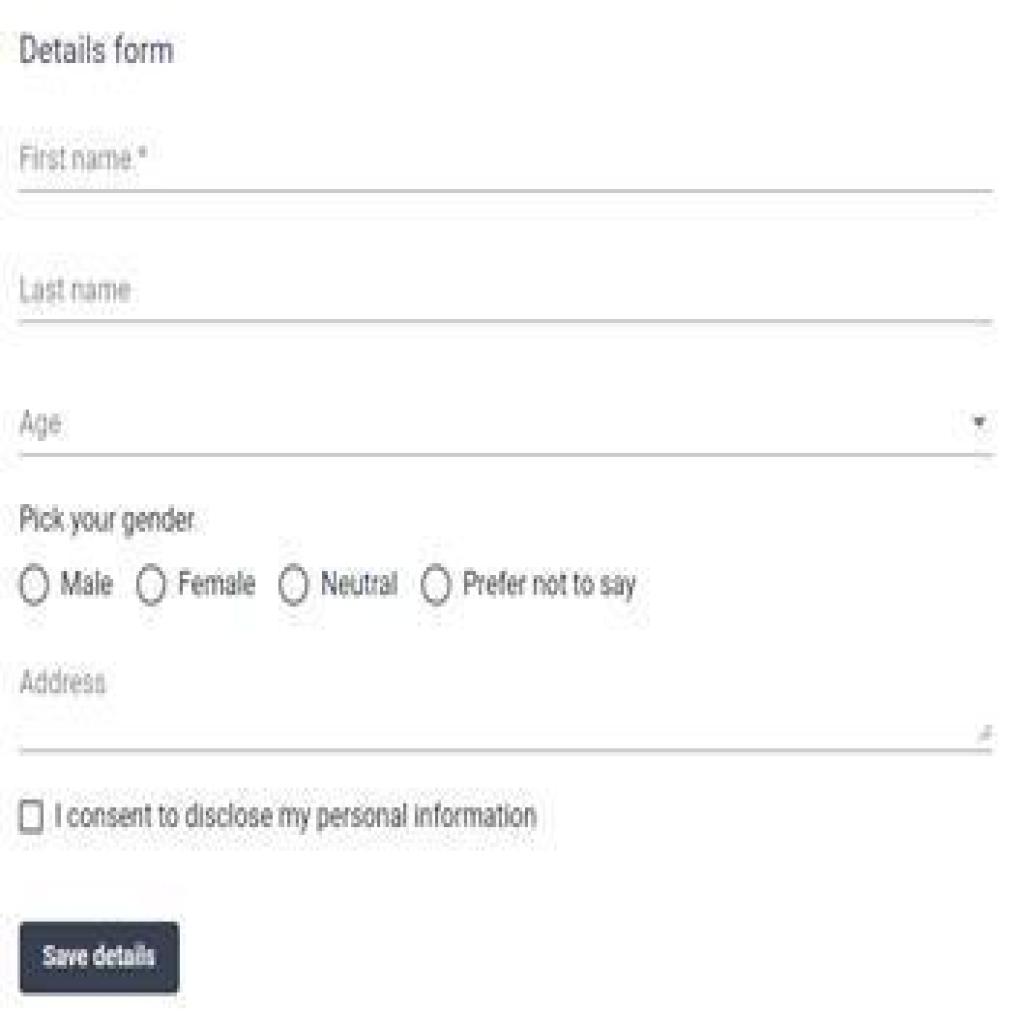 Details form
First name *
Last name
Age
Pick your gender
Male Female Neutral Prefer not to say
Address
I consent to disclose my personal information
Save details